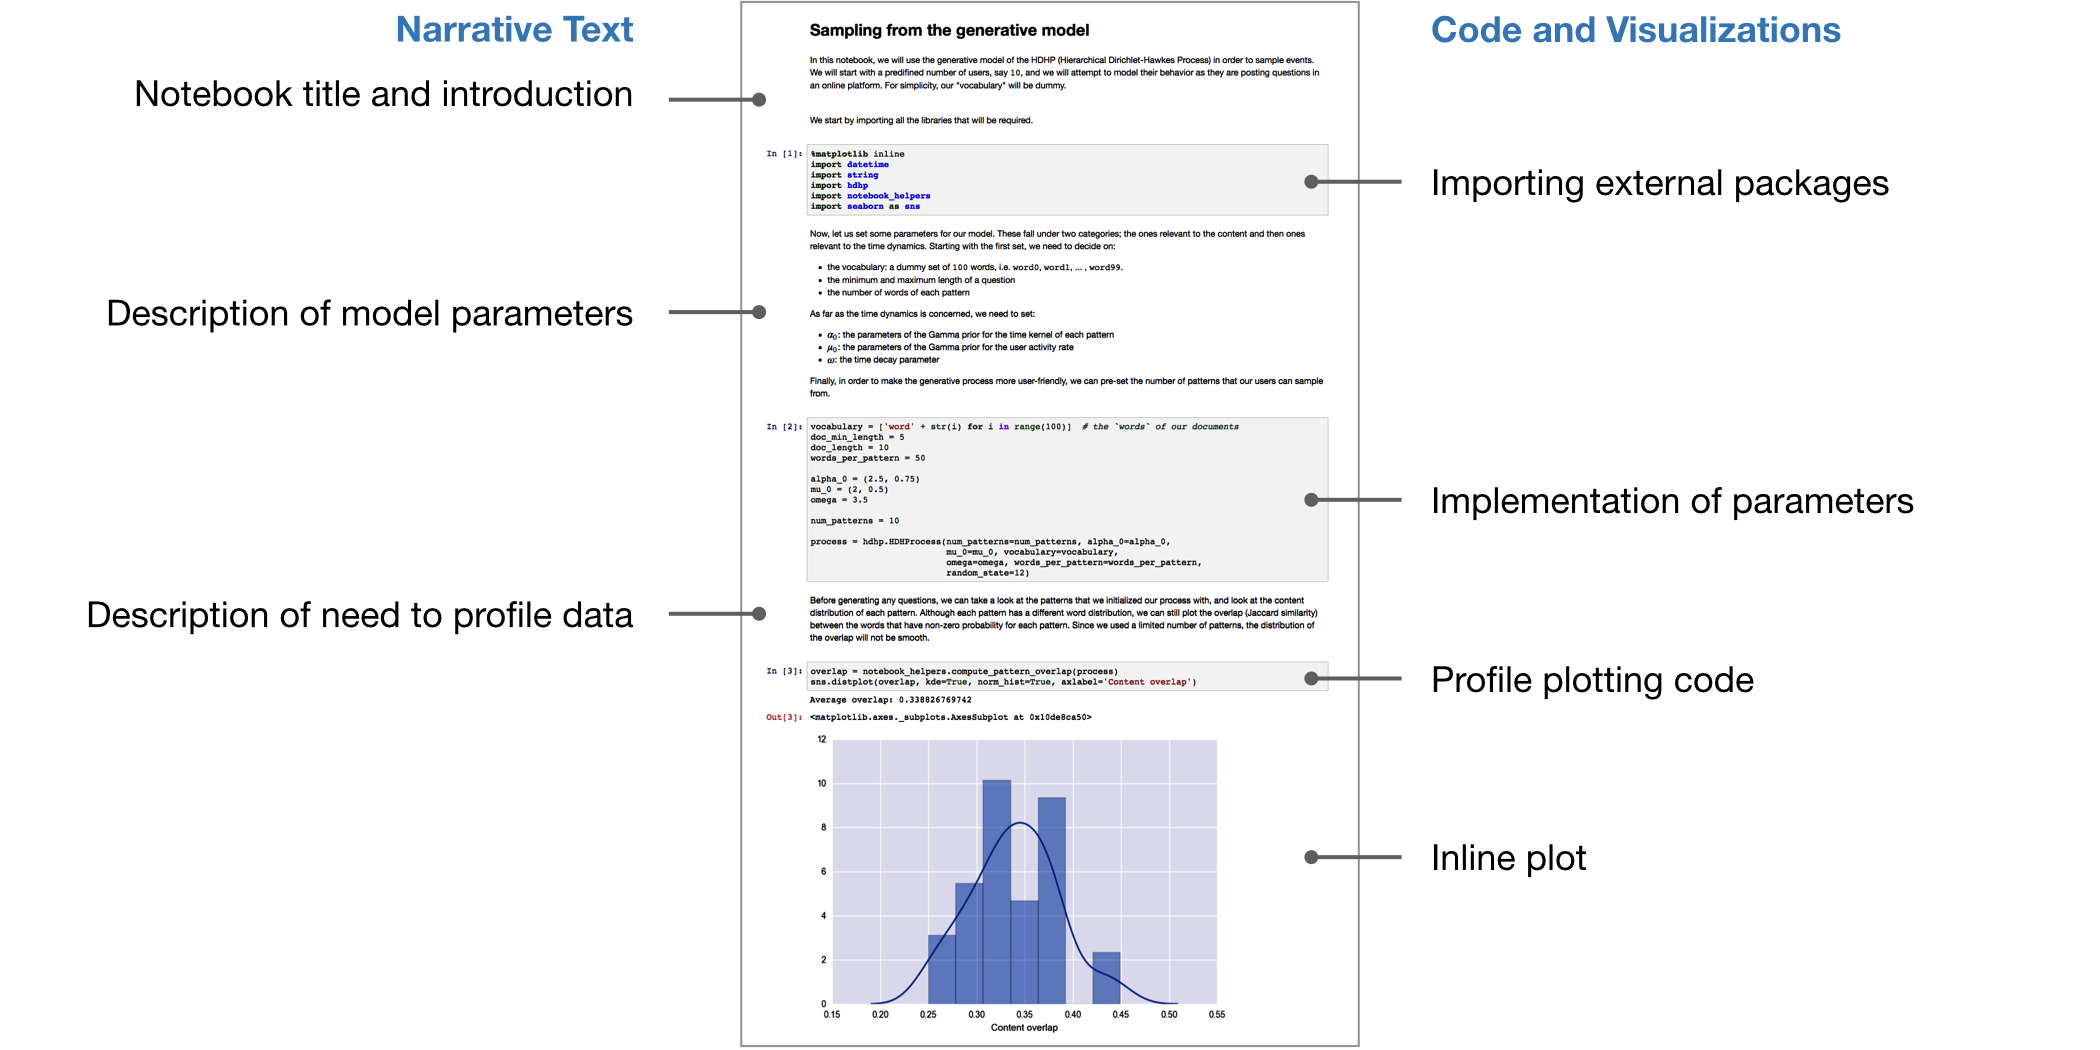 Narrative Text
Code and Visualizations
Notebook title and introduction
Description of model parameters
Description of need to profile data
Sampling from the generative model
In this notebook, we will use the generative model of the HDHP (Hierarchical Dirichlet-Hawkes Process) in order to sample events.
We will start with a predifined number of users, say 10, and we will attempt to model their behavior as they are posting questions in
an online platform. For simplicity, our "vocabulary" will be dummy.
We start by importing all the libraries that will be required.
In [1]: %matplotlib inline
import datetime
import string
import hdhp
import notebook_helpers
import seaborn as sns
Now, let us set some parameters for our model. These fall under two categories; the ones relevant to the content and then ones
relevant to the time dynamics. Starting with the first set, we need to decide on:
• the vocabulary: a dummy set of 100 words, i.e. word0, word1, ... , word99.
• the minimum and maximum length of a question
• the number of words of each pattern
As far as the time dynamics is concerned, we need to set:
• α0: the parameters of the Gamma prior for the time kernel of each pattern
• μ0: the parameters of the Gamma prior for the user activity rate
• ω: the time decay parameter
Finally, in order to make the generative process more user-friendly, we can pre-set the number of patterns that our users can sample
from.
In [2]: vocabulary = ['word' + str(i) for i in range(100)]  # the `words` of our documents
doc_min_length = 5
doc_length = 10
words_per_pattern = 50
alpha_0 = (2.5, 0.75)
mu_0 = (2, 0.5)
omega = 3.5
num_patterns = 10
process = hdhp.HDHProcess(num_patterns=num_patterns, alpha_0=alpha_0,
mu_0=mu_0, vocabulary=vocabulary,
omega=omega, words_per_pattern=words_per_pattern,
random_state=12)
Before generating any questions, we can take a look at the patterns that we initialized our process with, and look at the content
distribution of each pattern. Although each pattern has a different word distribution, we can still plot the overlap (Jaccard similarity)
between the words that have non-zero probability for each pattern. Since we used a limited number of patterns, the distribution of
the overlap will not be smooth.
In [3]: overlap = notebook_helpers.compute_pattern_overlap(process)
sns.distplot(overlap, kde=True, norm_hist=True, axlabel='Content overlap')
Average overlap: 0.338826769742
Out[3]: <matplotlib.axes._subplots.AxesSubplot at 0x10de8ca50>
12
10
8
6
4
2
0
0.15 0.20 0.25 0.30 0.35 0.40 0.45 0.50 0.55
Content overlap
Importing external packages
Implementation of parameters
Profile plotting code
Inline plot